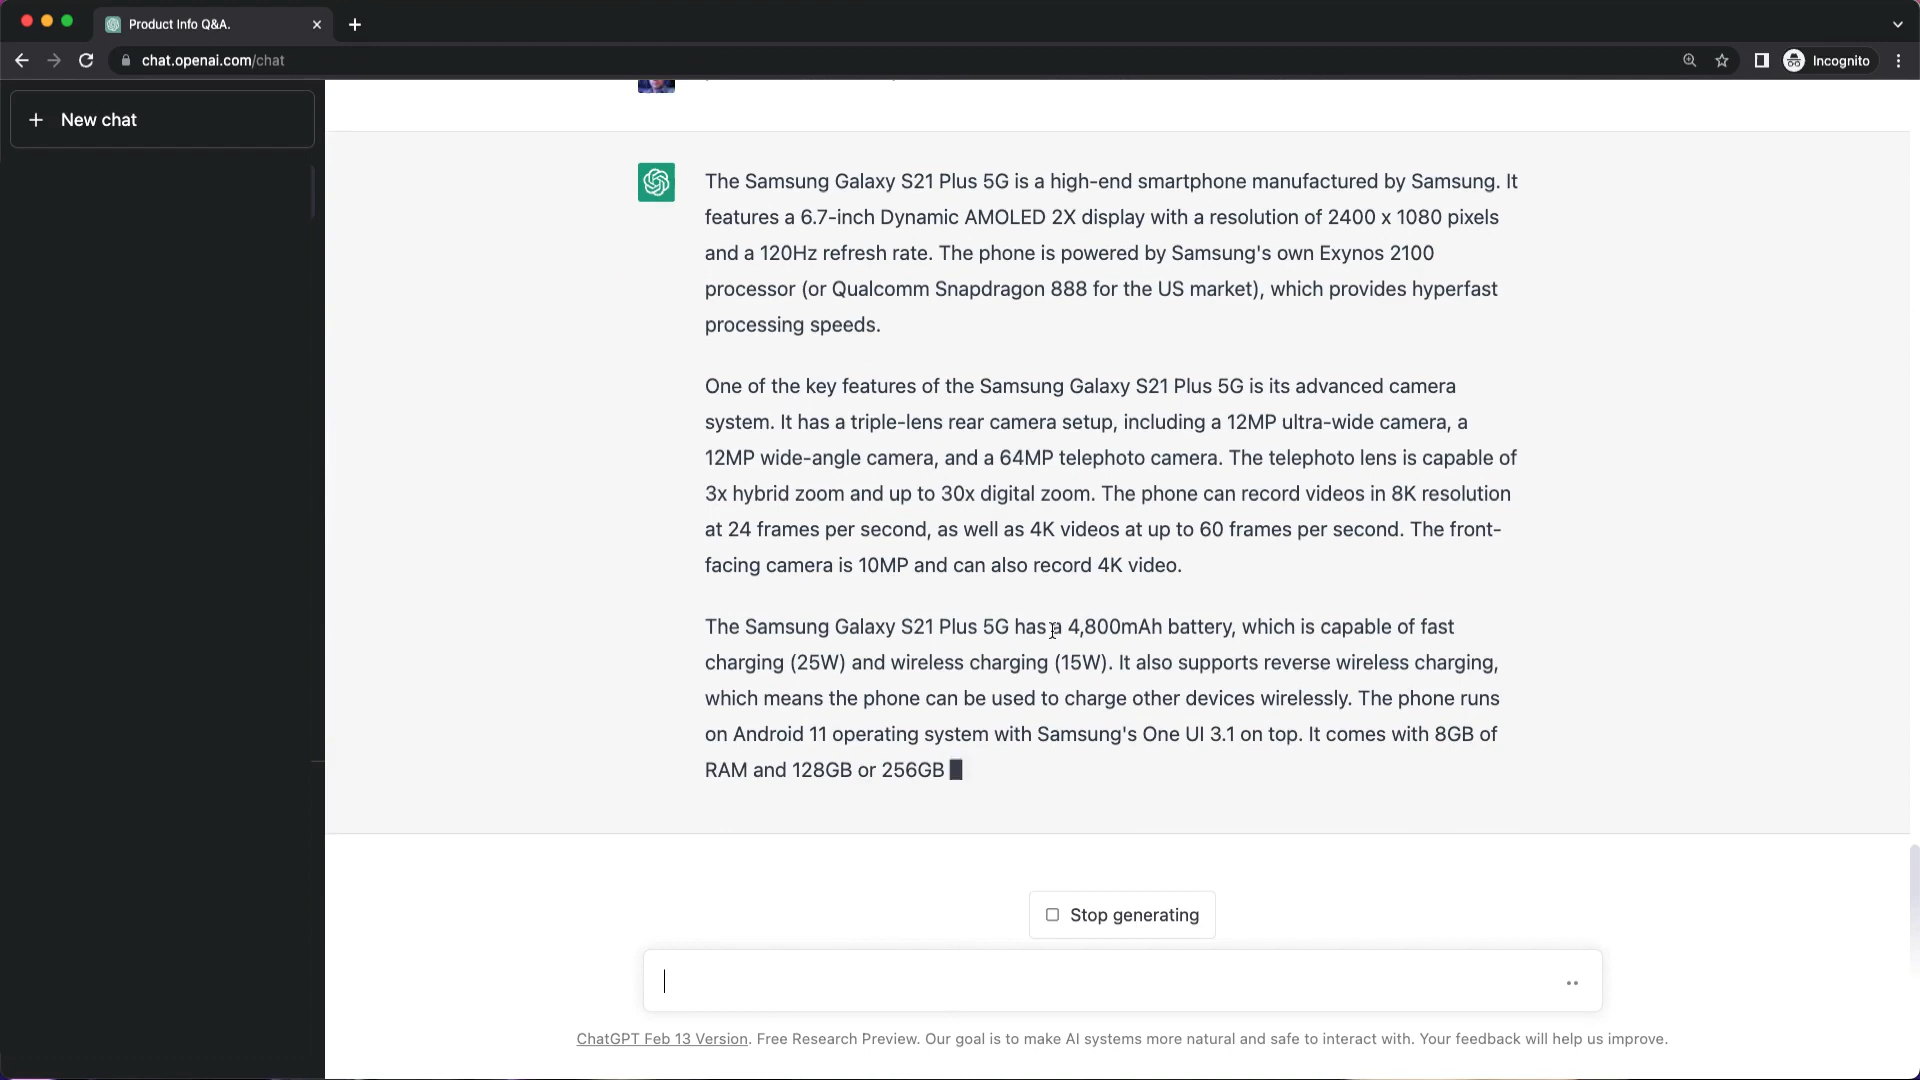 Product Info Q&A.
chat.openai.com/chat
Incognito
New chat
The Samsung Galaxy S21 Plus 5G is a high-end smartphone manufactured by Samsung. It
features a 6.7-inch Dynamic AMOLED 2X display with a resolution of 2400 x 1080 pixels
and a 120Hz refresh rate. The phone is powered by Samsung's own Exynos 2100
processor (or Qualcomm Snapdragon 888 for the US market), which provides hyperfast
processing speeds.
One of the key features of the Samsung Galaxy S21 Plus 5G is its advanced camera
system. It has a triple-lens rear camera setup, including a 12MP ultra-wide camera, a
12MP wide-angle camera, and a 64MP telephoto camera. The telephoto lens is capable of
3x hybrid zoom and up to 30x digital zoom. The phone can record videos in 8K resolution
at 24 frames per second, as well as 4K videos at up to 60 frames per second. The front-
facing camera is 10MP and can also record 4K video.
The Samsung Galaxy S21 Plus 5G has a 4,800mAh battery, which is capable of fast
charging (25W) and wireless charging (15W). It also supports reverse wireless charging,
which means the phone can be used to charge other devices wirelessly. The phone runs
on Android 11 operating system with Samsung's One UI 3.1 on top. It comes with 8GB of
RAM and 128GB or 256GB
Stop generating
ChatGPT Feb 13 Version. Free Research Preview. Our goal is to make AI systems more natural and safe to interact with. Your feedback will help us improve.